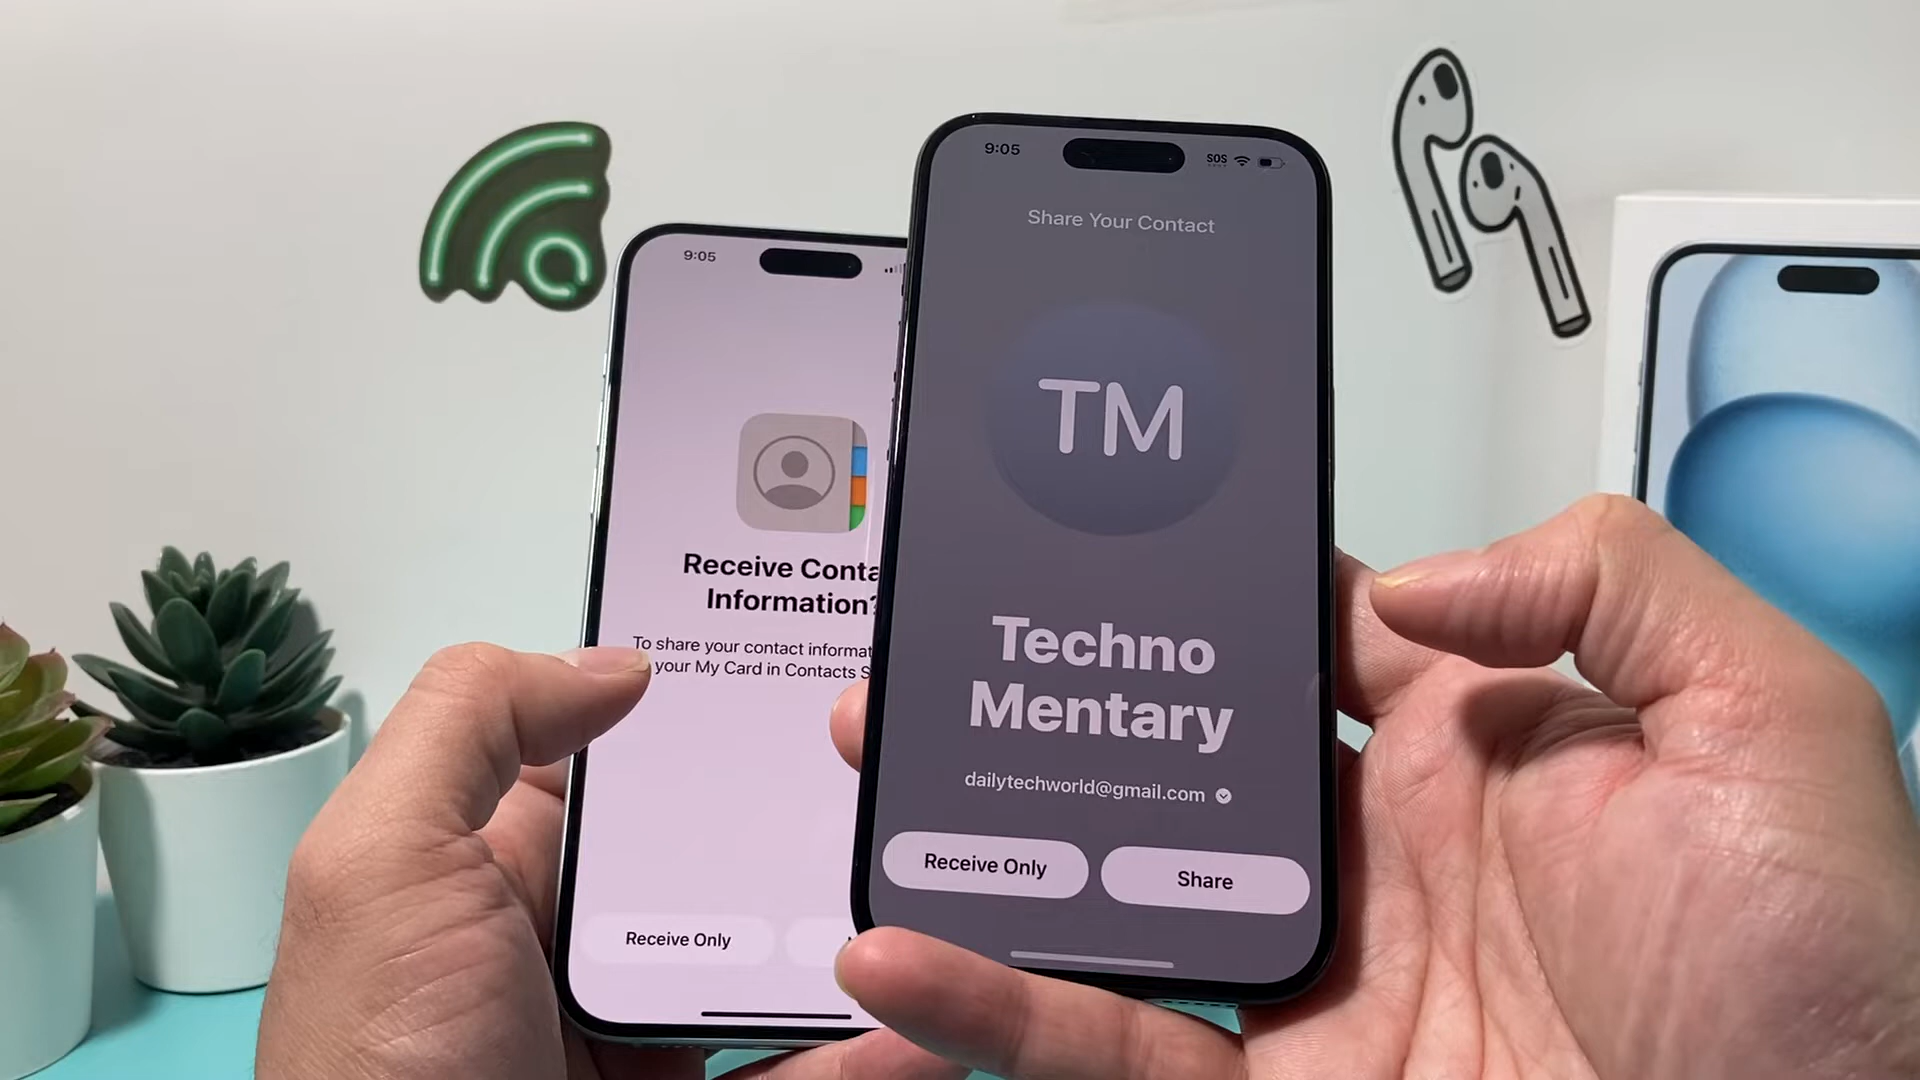 9:05
Receive Conta
Information?
To share your contact informat
your My Card in Contacts S
Receive Only
9:05
SOS
Share Your Contact
TM
Techno
Mentary
dailytechworld@gmail.com
Receive Only
Share